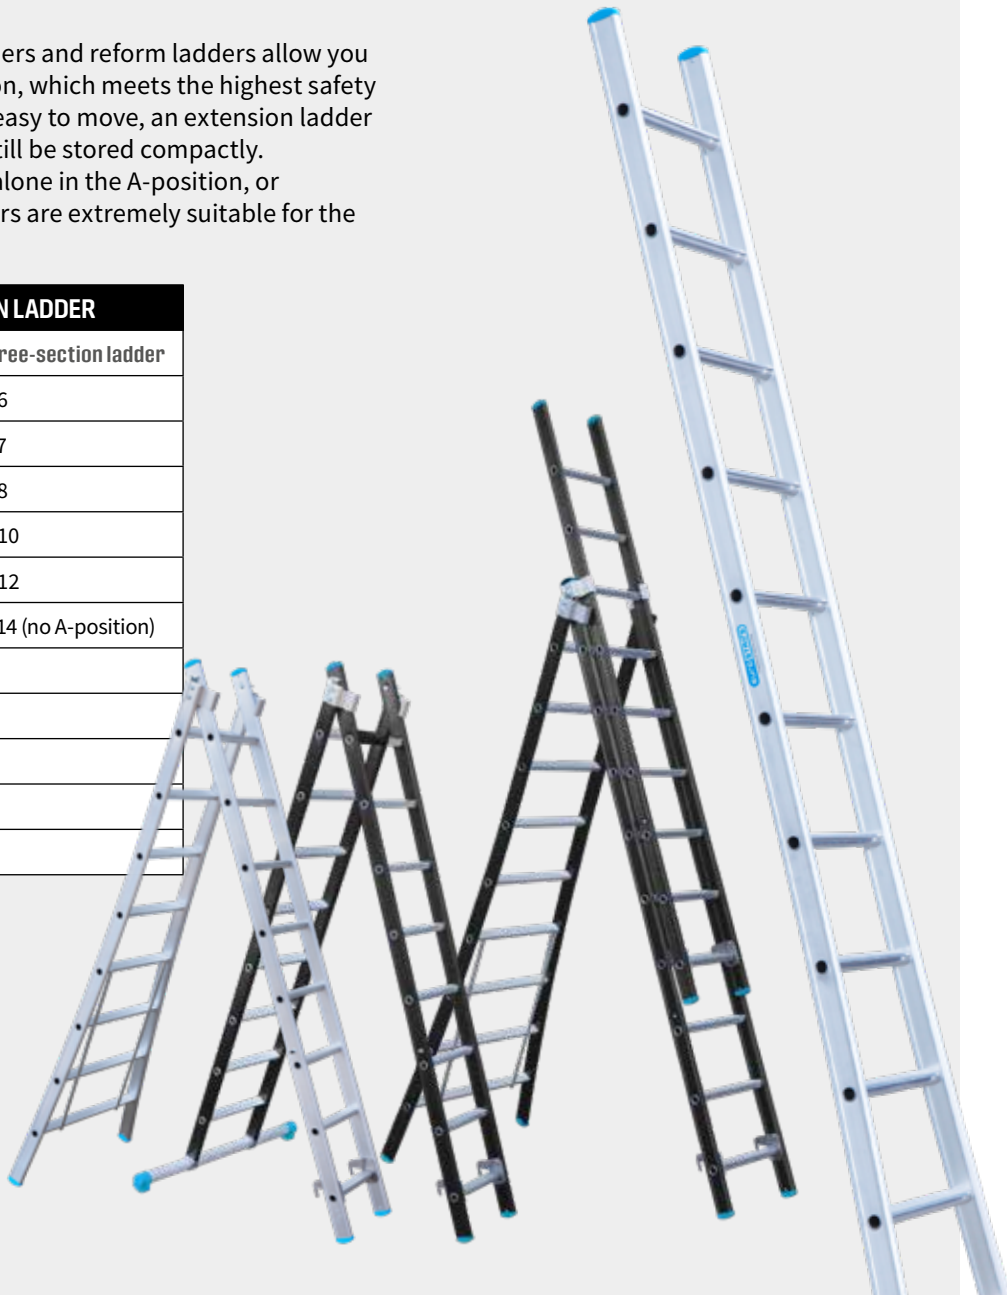 ers and reform ladders allow you
on, which meets the highest safety
easy to move, an extension ladder
till be stored compactly.
alone in the A-position, or
rs are extremely suitable for the
N LADDER
ree-section ladder
6
7
8
10
12
14 (no A-position)